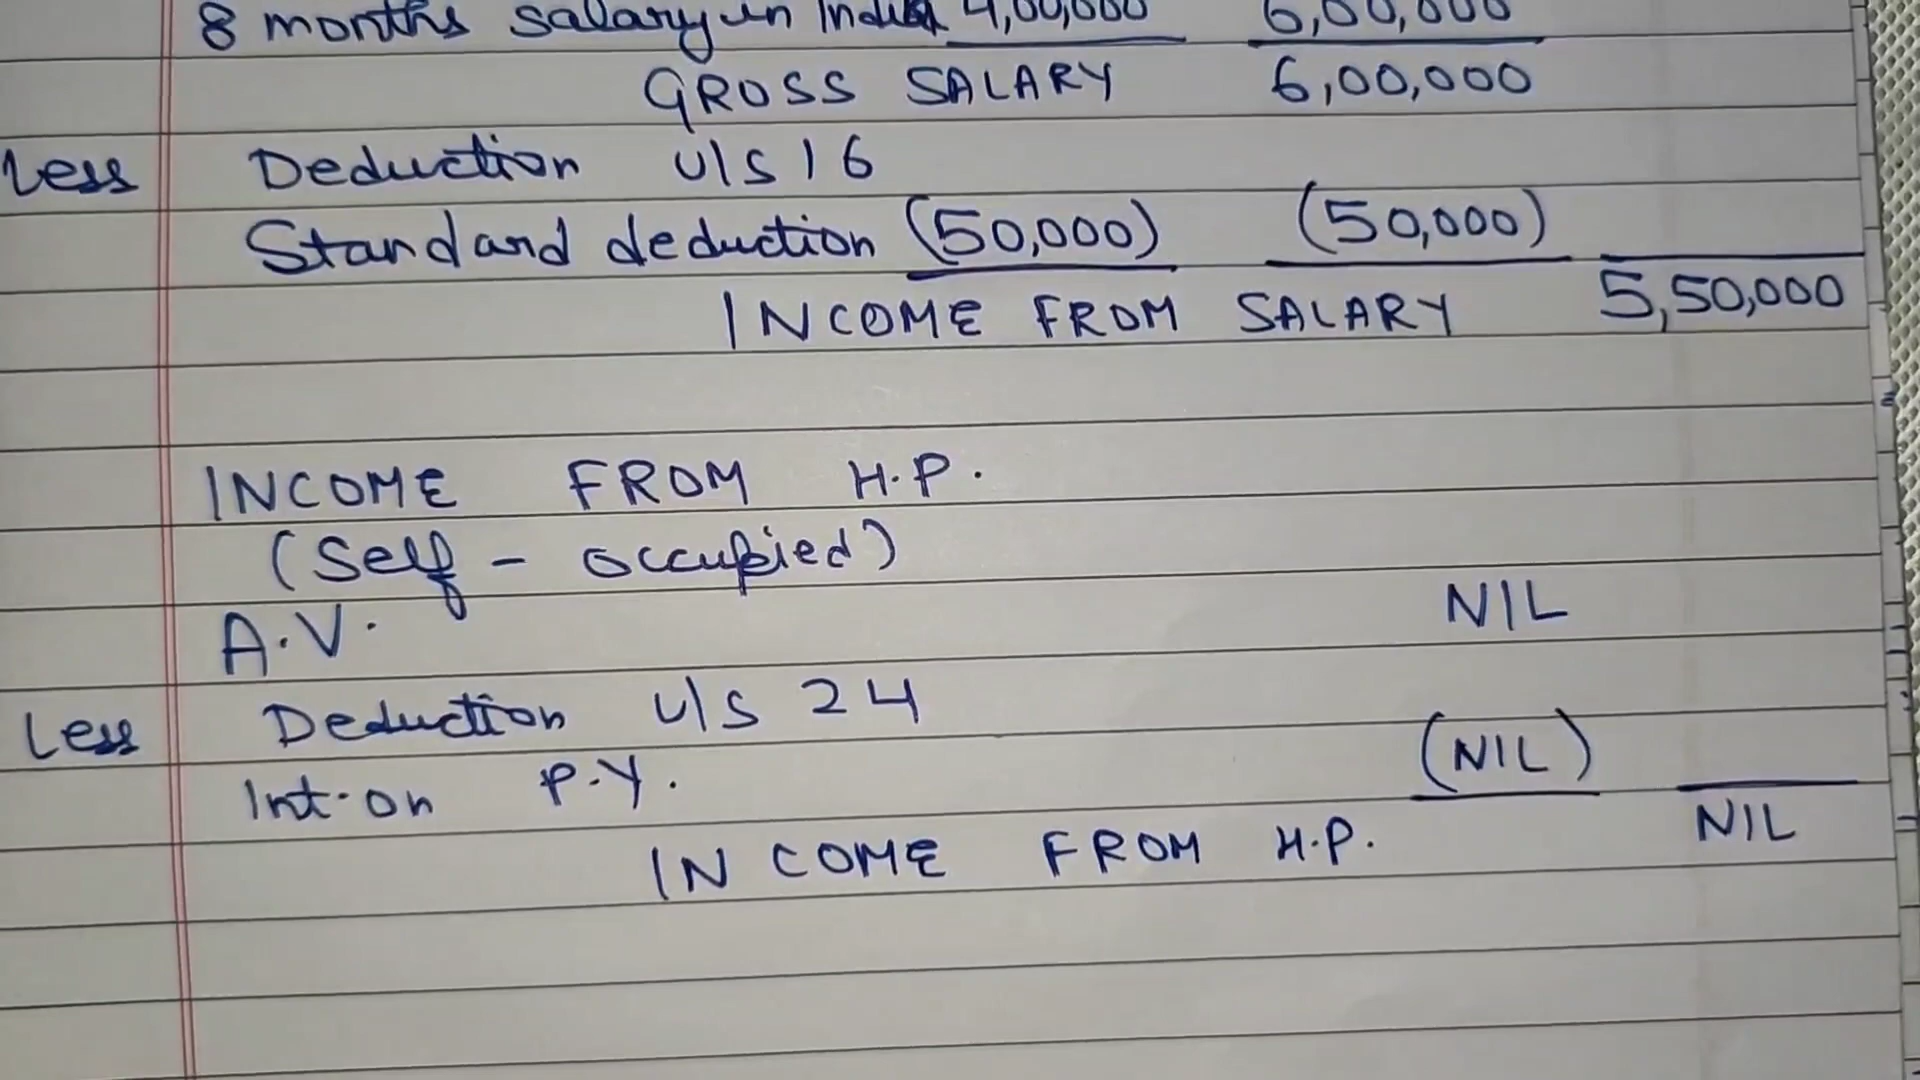 8 months salary in India 4,00,000 6,00,000
GROSS SALARY 6,00,000
Less Deduction u/s 16
Standard deduction (50,000) (50,000)
INCOME FROM SALARY 5,50,000
INCOME FROM H.P.
(Self - occupied)
A.V. NIL
Less Deduction u/s 24
Int. on P.Y. (NIL)
INCOME FROM H.P. NIL